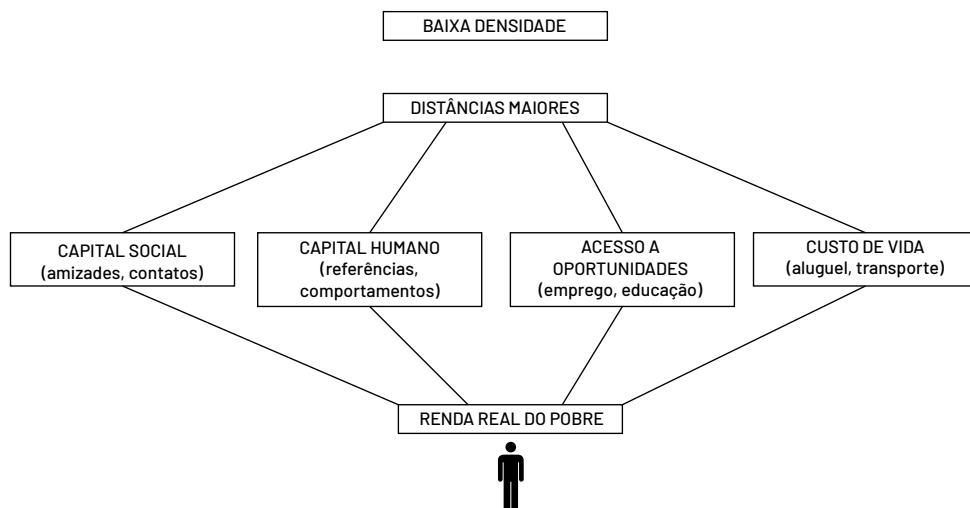 BAIXA DENSIDADE
DISTÂNCIAS MAIORES
CAPITAL SOCIAL
(amizades, contatos)
CAPITAL HUMANO
(referências,
comportamentos)
ACESSO A
OPORTUNIDADES
(emprego, educação)
CUSTO DE VIDA
(aluguel, transporte)
RENDA REAL DO POBRE